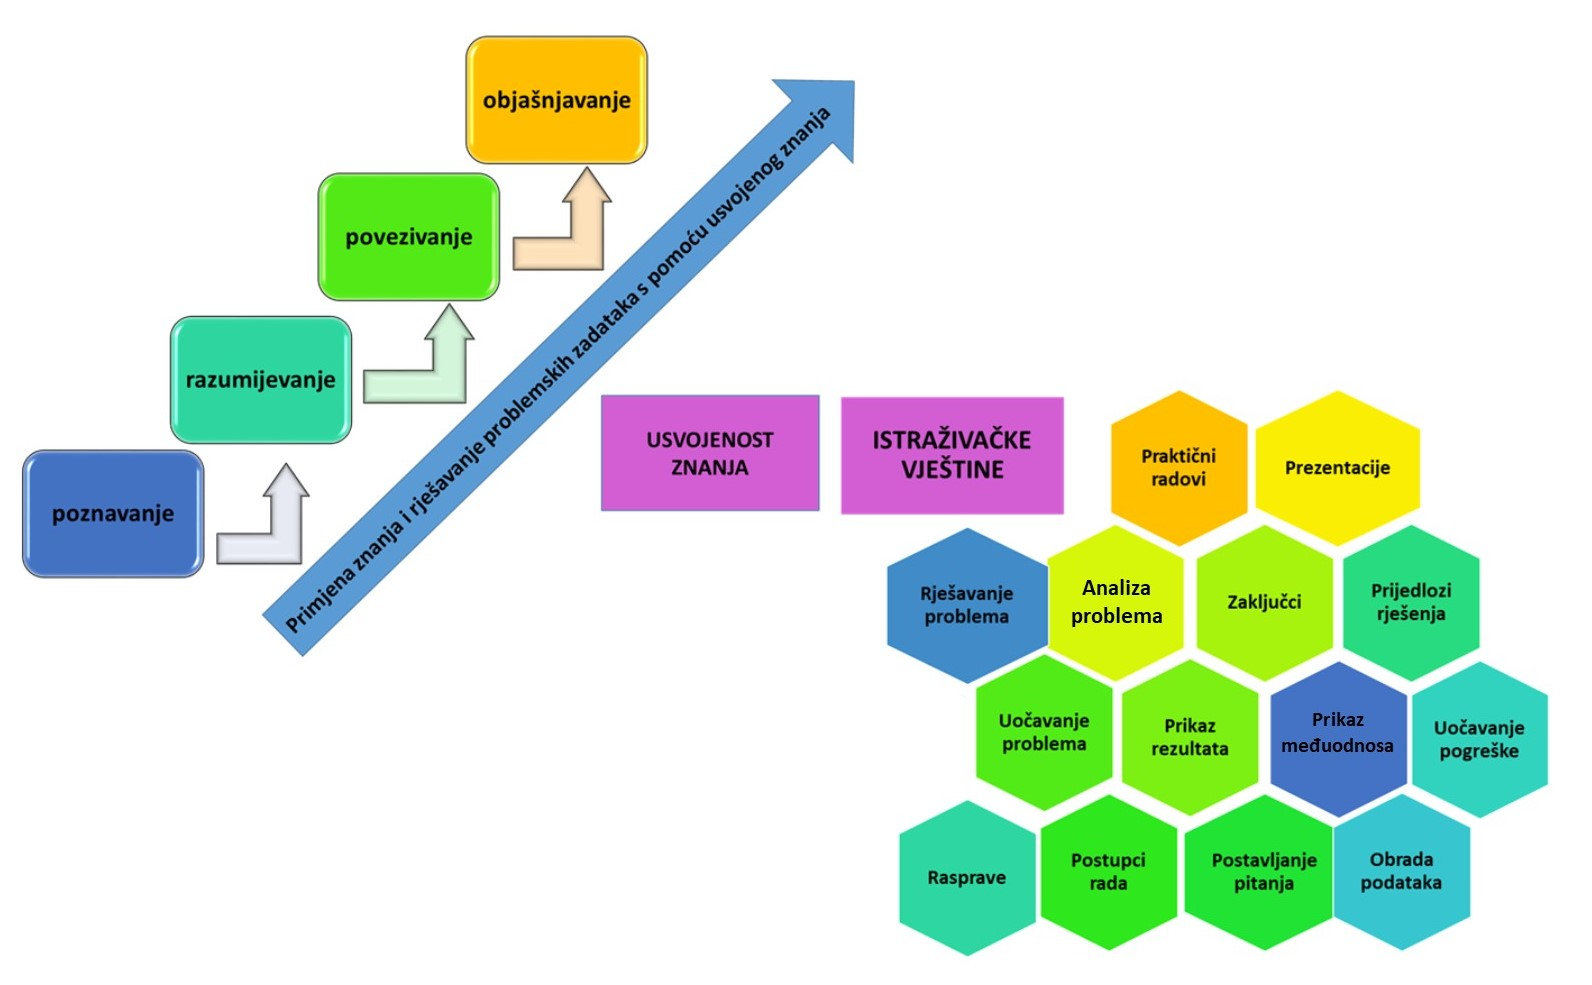 objašnjavanje
povezivanje
razumijevanje
poznavanje
Primjena znanja i rješavanje problemskih zadataka s pomoću usvojenog znanja
USVOJENOST
ZNANJA
ISTRAŽIVAČKE
VJEŠTINE
Praktični
radovi
Prezentacije
Rješavanje
problema
Analiza
problema
Zaključci
Prijedlozi
rješenja
Uočavanje
problema
Prikaz
rezultata
Prikaz
međuodnosa
Uočavanje
pogreške
Rasprave
Postupci
rada
Postavljanje
pitanja
Obrada
podataka